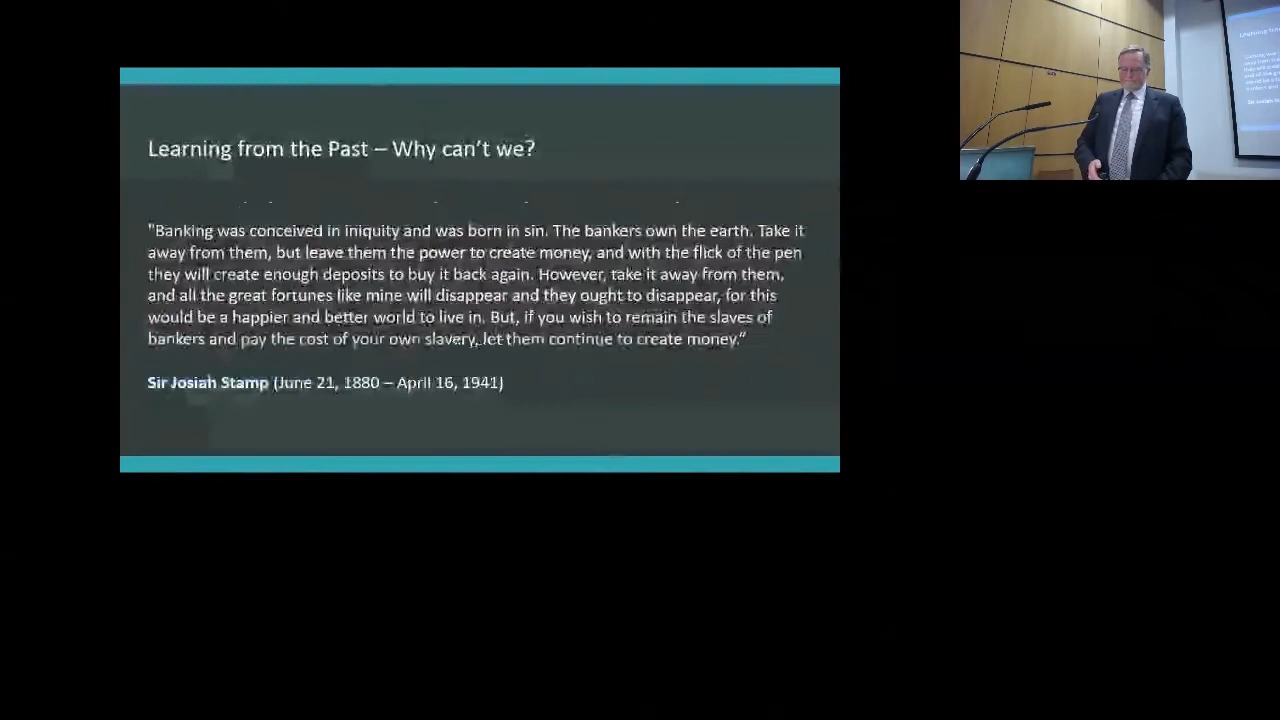 Learning from the Past – Why can't we?
"Banking was conceived in iniquity and was born in sin. The bankers own the earth. Take it
away from them, but leave them the power to create money, and with the flick of the pen
they will create enough deposits to buy it back again. However, take it away from them,
and all the great fortunes like mine will disappear and they ought to disappear, for this
would be a happier and better world to live in. But, if you wish to remain the slaves of
bankers and pay the cost of your own slavery, let them continue to create money."
Sir Josiah Stamp (June 21, 1880 – April 16, 1941)